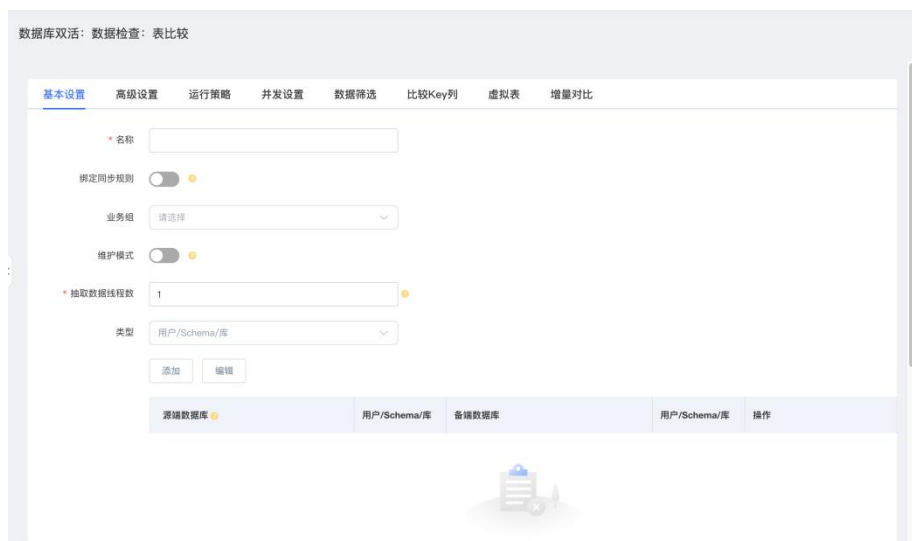 数据库双活：数据检查：表比较
基本设置 高级设置 运行策略 并发设置 数据筛选 比较Key列 虚拟表 增量对比
* 名称
绑定同步规则
业务组 请选择
维护模式
* 抽取数据线程数 1
类型 用户/Schema/库
添加 编辑
源端数据库 用户/Schema/库 备端数据库 用户/Schema/库 操作